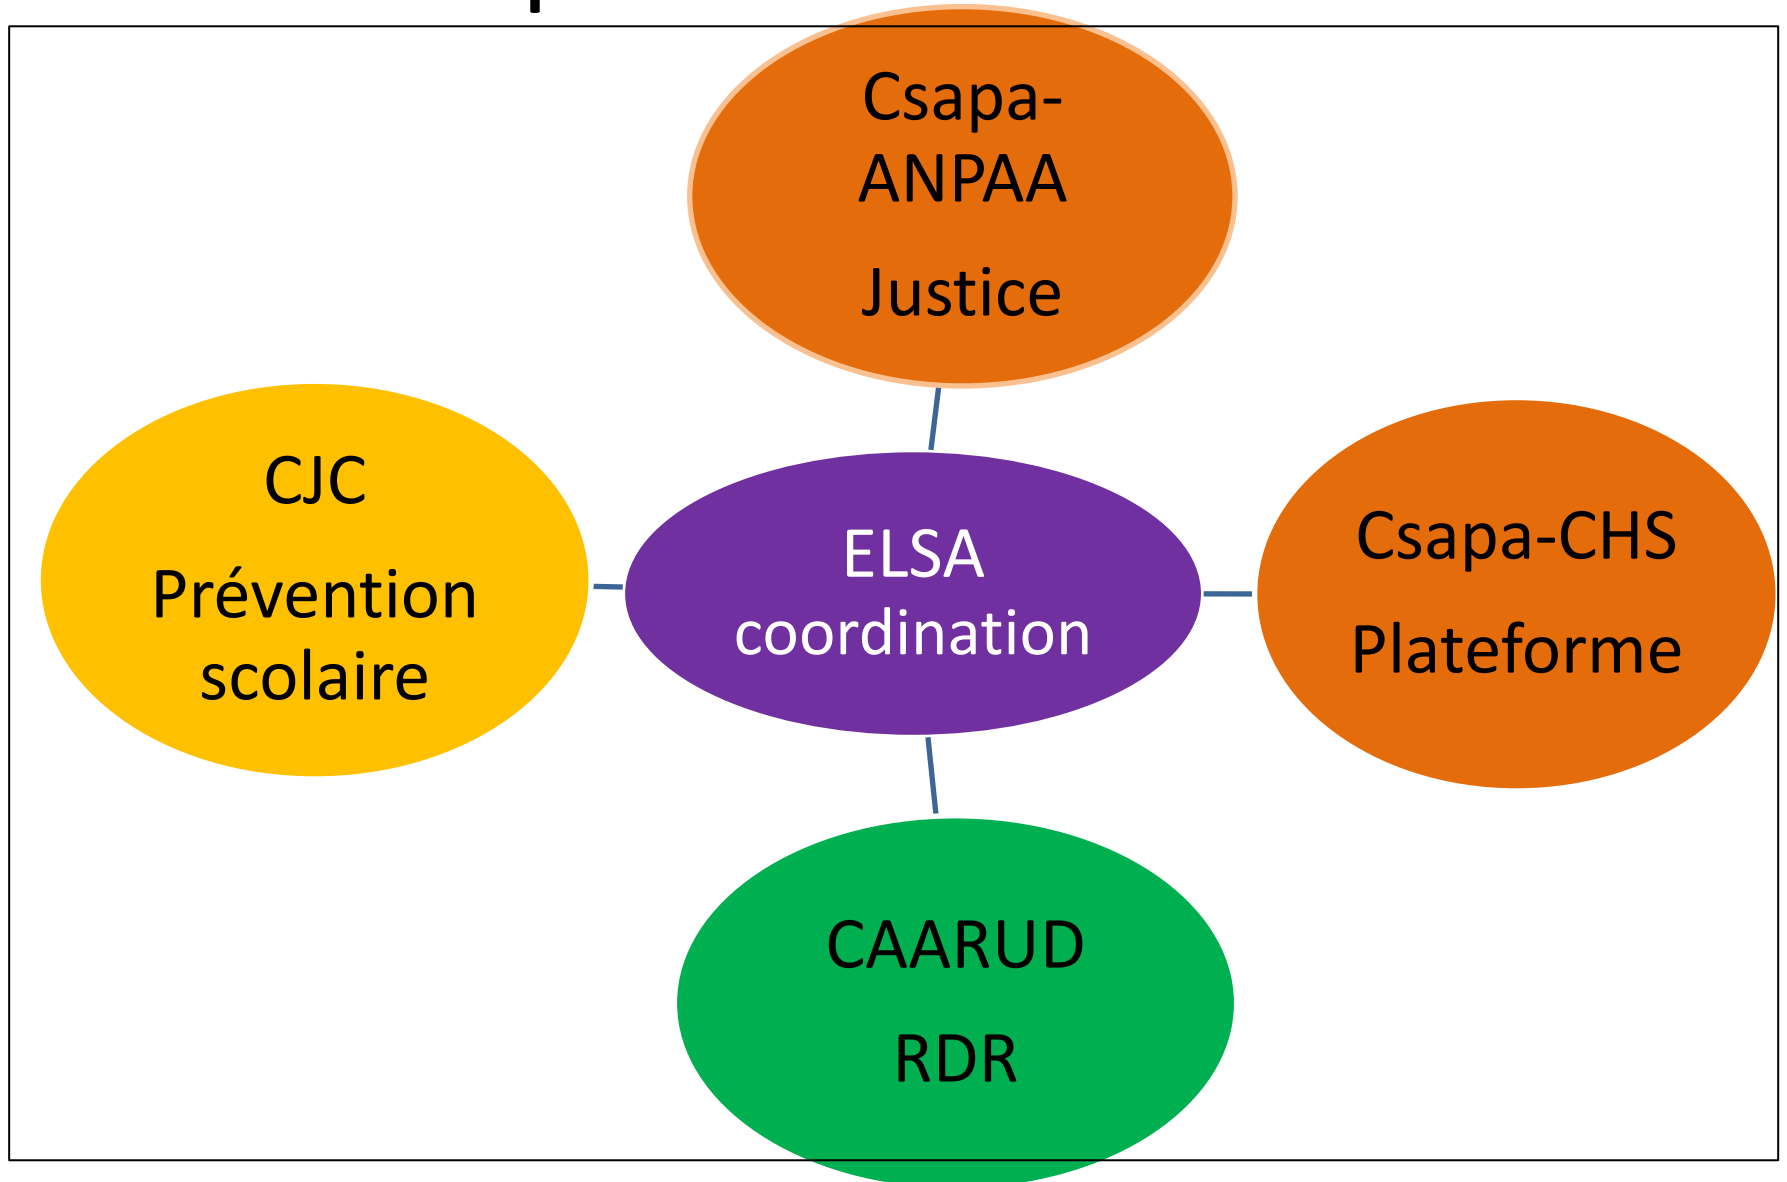 Csapa-
ANPAA
Justice
CJC
Prévention
scolaire
ELSA
coordination
Csapa-CHS
Plateforme
CAARUD
RDR